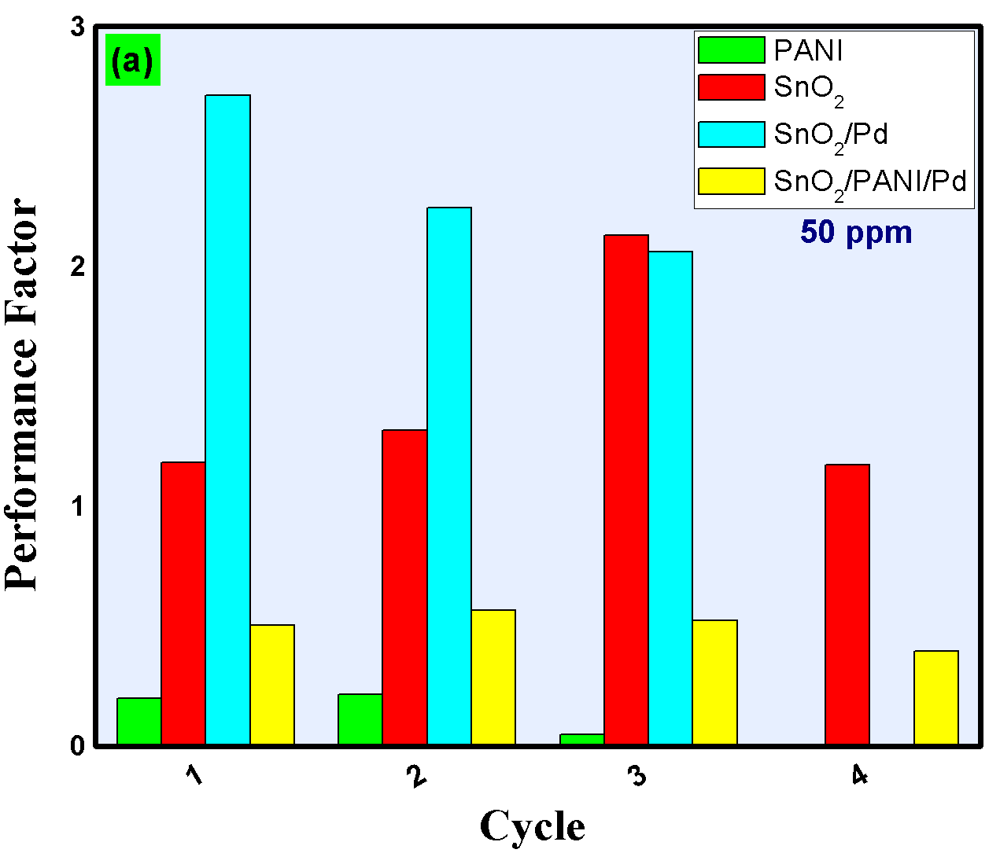 (a)
PANI
SnO₂
SnO₂/Pd
SnO₂/PANI/Pd
50 ppm
Performance Factor
3
2
1
0
1 2 3 4
Cycle